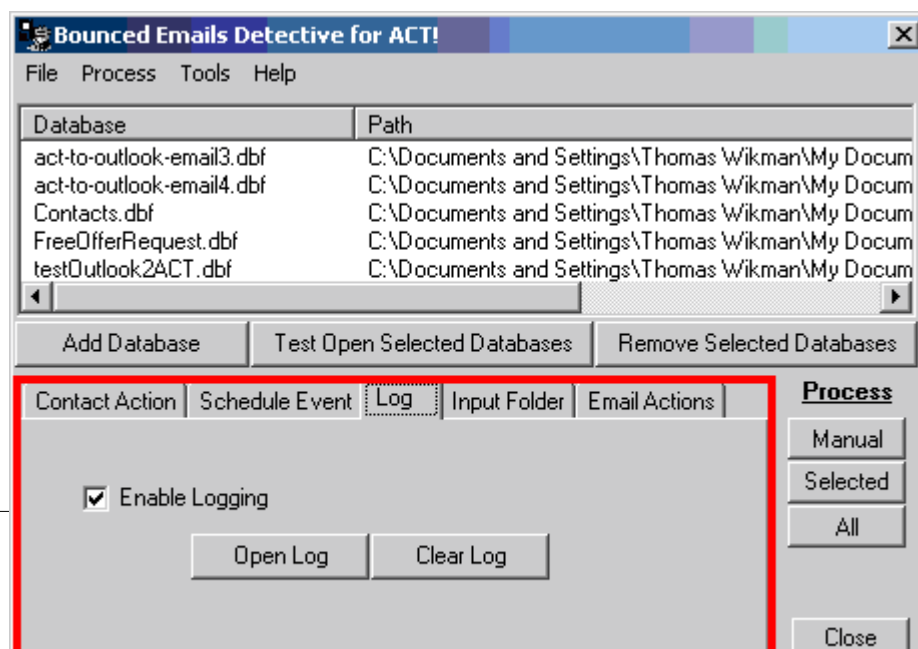 Bounced Emails Detective for ACT!
File Process Tools Help
Database Path
act-to-outlook-email3.dbf C:\Documents and Settings\Thomas Wikman\My Docum
act-to-outlook-email4.dbf C:\Documents and Settings\Thomas Wikman\My Docum
Contacts.dbf C:\Documents and Settings\Thomas Wikman\My Docum
FreeOfferRequest.dbf C:\Documents and Settings\Thomas Wikman\My Docum
testOutlook2ACT.dbf C:\Documents and Settings\Thomas Wikman\My Docum
Add Database Test Open Selected Databases Remove Selected Databases
Contact Action Schedule Event Log Input Folder Email Actions
Process
Manual
Selected
All
Enable Logging
Open Log Clear Log
Close